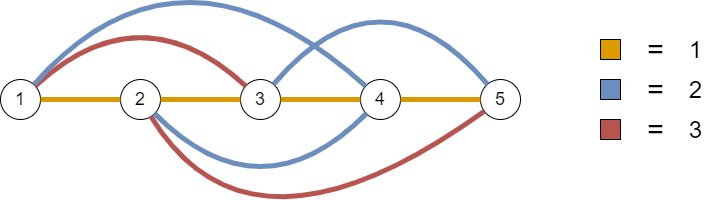 1 2 3 4 5
= 1
= 2
= 3